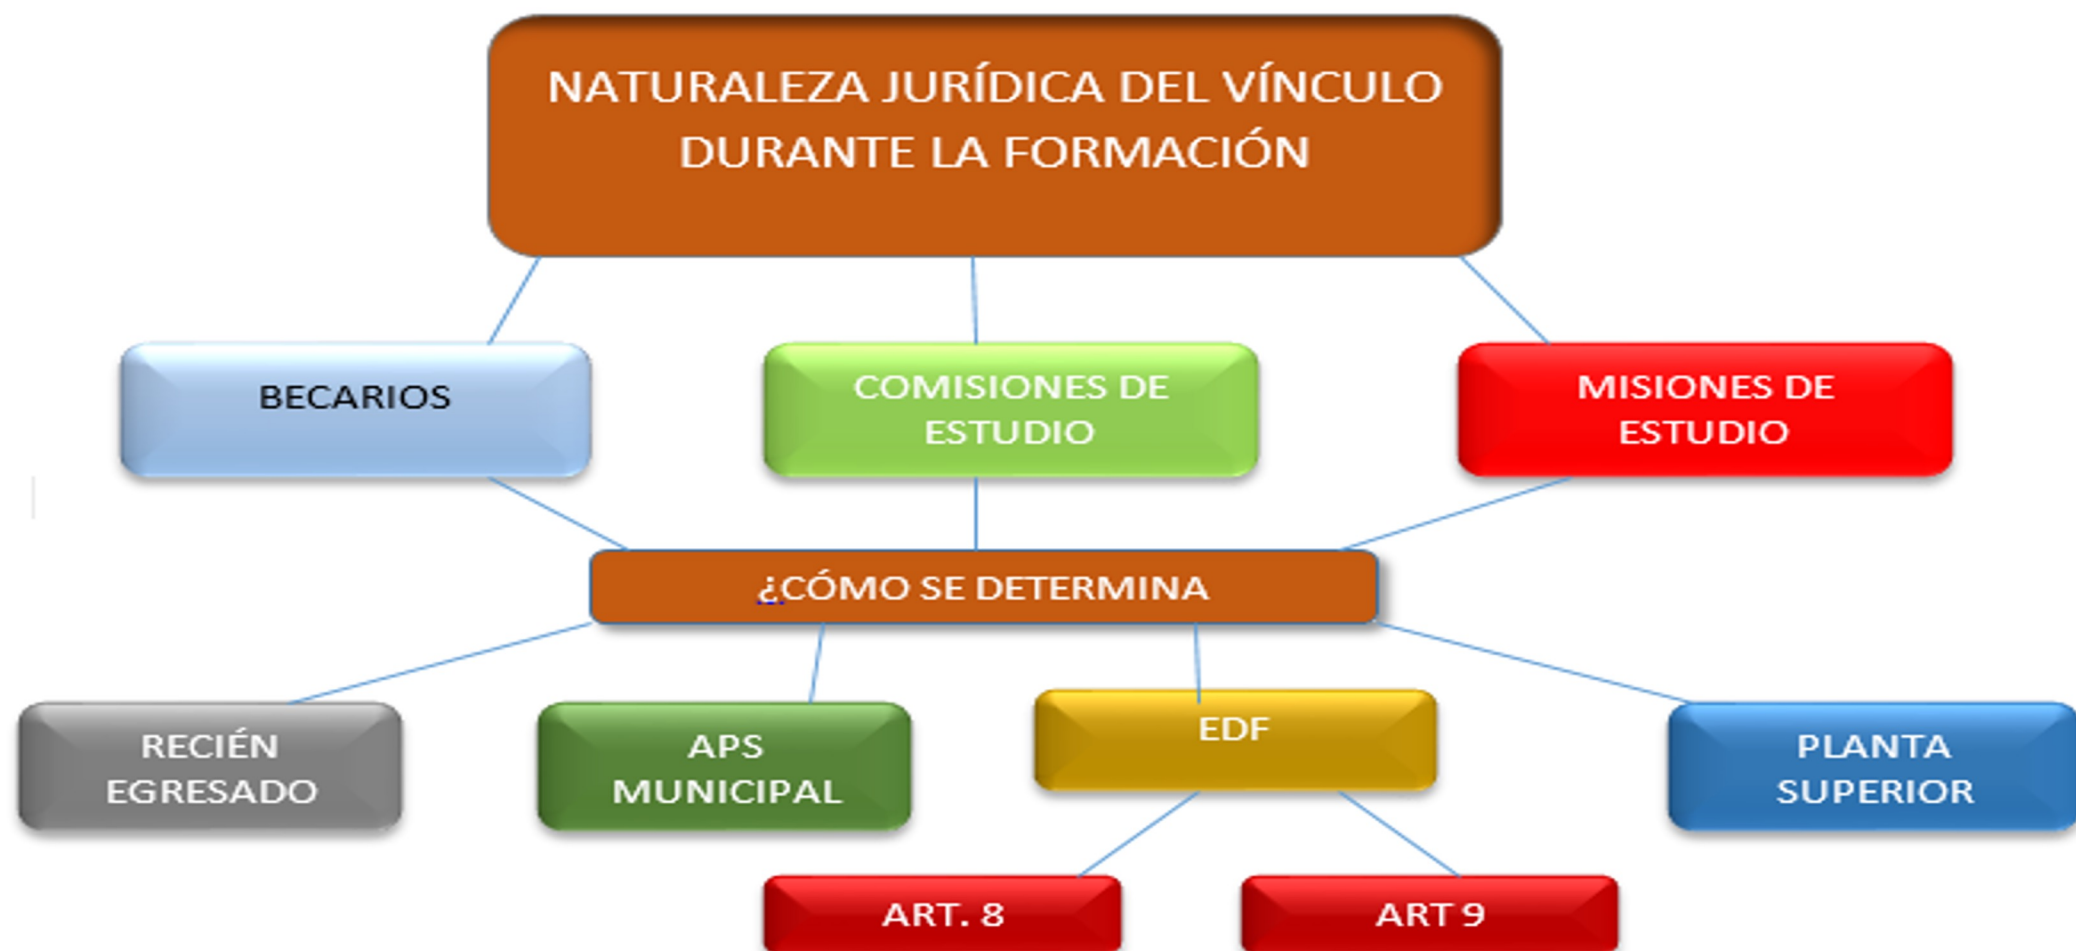 NATURALEZA JURÍDICA DEL VÍNCULO
DURANTE LA FORMACIÓN
BECARIOS
COMISIONES DE
ESTUDIO
MISIONES DE
ESTUDIO
¿CÓMO SE DETERMINA
RECIÉN
EGRESADO
APS
MUNICIPAL
EDF
PLANTA
SUPERIOR
ART. 8
ART 9